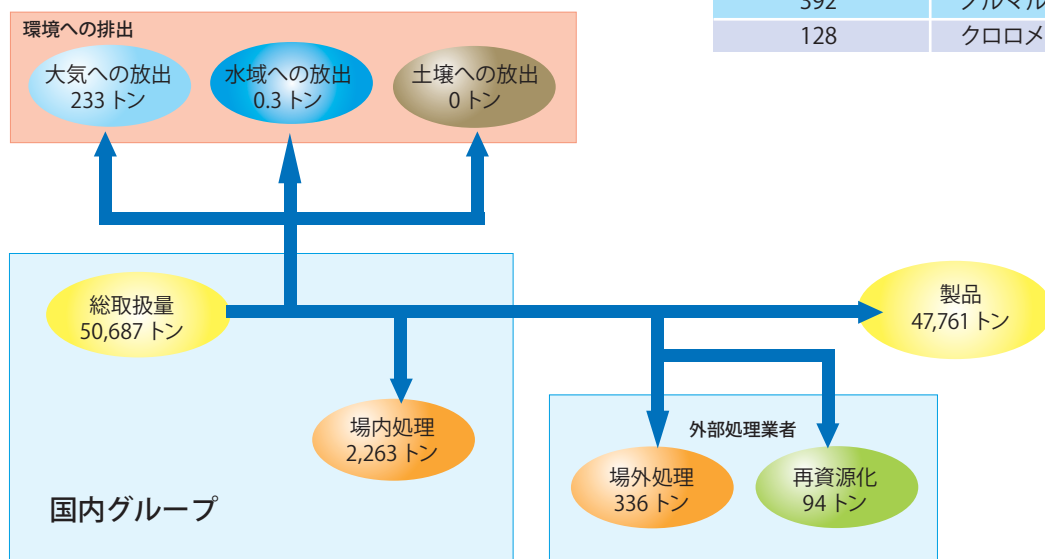 環境への排出
大気への放出
233 トン
水域への放出
0.3 トン
土壌への放出
0 トン
392
ノルマル
128
クロロメ
総取扱量
50,687 トン
製品
47,761 トン
場内処理
2,263 トン
外部処理業者
場外処理
336 トン
再資源化
94 トン
国内グループ